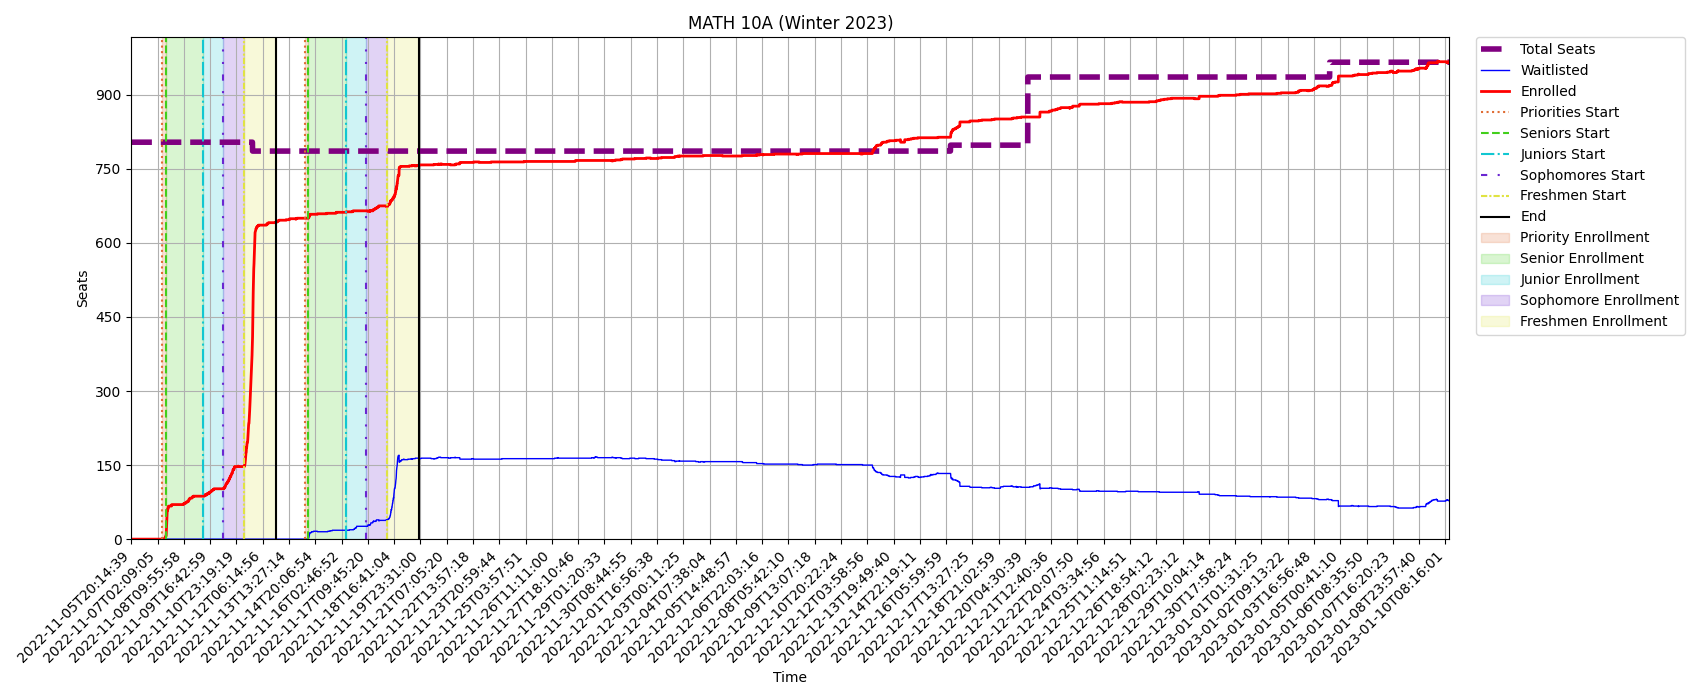 MATH 10A (Winter 2023)
Seats
900
750
600
450
300
150
0
2022-11-05T20:14:39
2022-11-07T02:09:05
2022-11-08T09:55:58
2022-11-09T16:42:59
2022-11-10T23:19:19
2022-11-12T06:14:56
2022-11-13T13:27:14
2022-11-14T20:06:54
2022-11-16T02:46:52
2022-11-17T09:45:20
2022-11-18T16:41:04
2022-11-19T23:31:00
2022-11-21T07:05:20
2022-11-22T13:57:18
2022-11-23T20:59:44
2022-11-25T03:57:51
2022-11-26T11:11:00
2022-11-27T18:10:46
2022-11-29T01:20:33
2022-11-30T08:44:55
2022-12-01T16:56:38
2022-12-03T00:11:25
2022-12-04T07:38:04
2022-12-05T14:48:57
2022-12-06T22:03:16
2022-12-08T05:42:10
2022-12-09T13:07:18
2022-12-10T20:22:24
2022-12-12T03:58:56
2022-12-13T19:49:40
2022-12-14T22:19:11
2022-12-16T05:59:59
2022-12-17T13:27:25
2022-12-18T21:02:59
2022-12-20T04:30:39
2022-12-21T12:40:36
2022-12-22T20:07:50
2022-12-24T03:34:56
2022-12-25T11:14:51
2022-12-26T18:54:12
2022-12-28T02:23:12
2022-12-29T10:04:14
2022-12-30T17:58:24
2023-01-01T01:31:25
2023-01-02T09:13:22
2023-01-03T16:56:48
2023-01-05T00:41:10
2023-01-06T08:35:50
2023-01-07T16:20:23
2023-01-08T23:57:40
2023-01-10T08:16:01
Time
Total Seats
Waitlisted
Enrolled
Priorities Start
Seniors Start
Juniors Start
Sophomores Start
Freshmen Start
End
Priority Enrollment
Senior Enrollment
Junior Enrollment
Sophomore Enrollment
Freshmen Enrollment